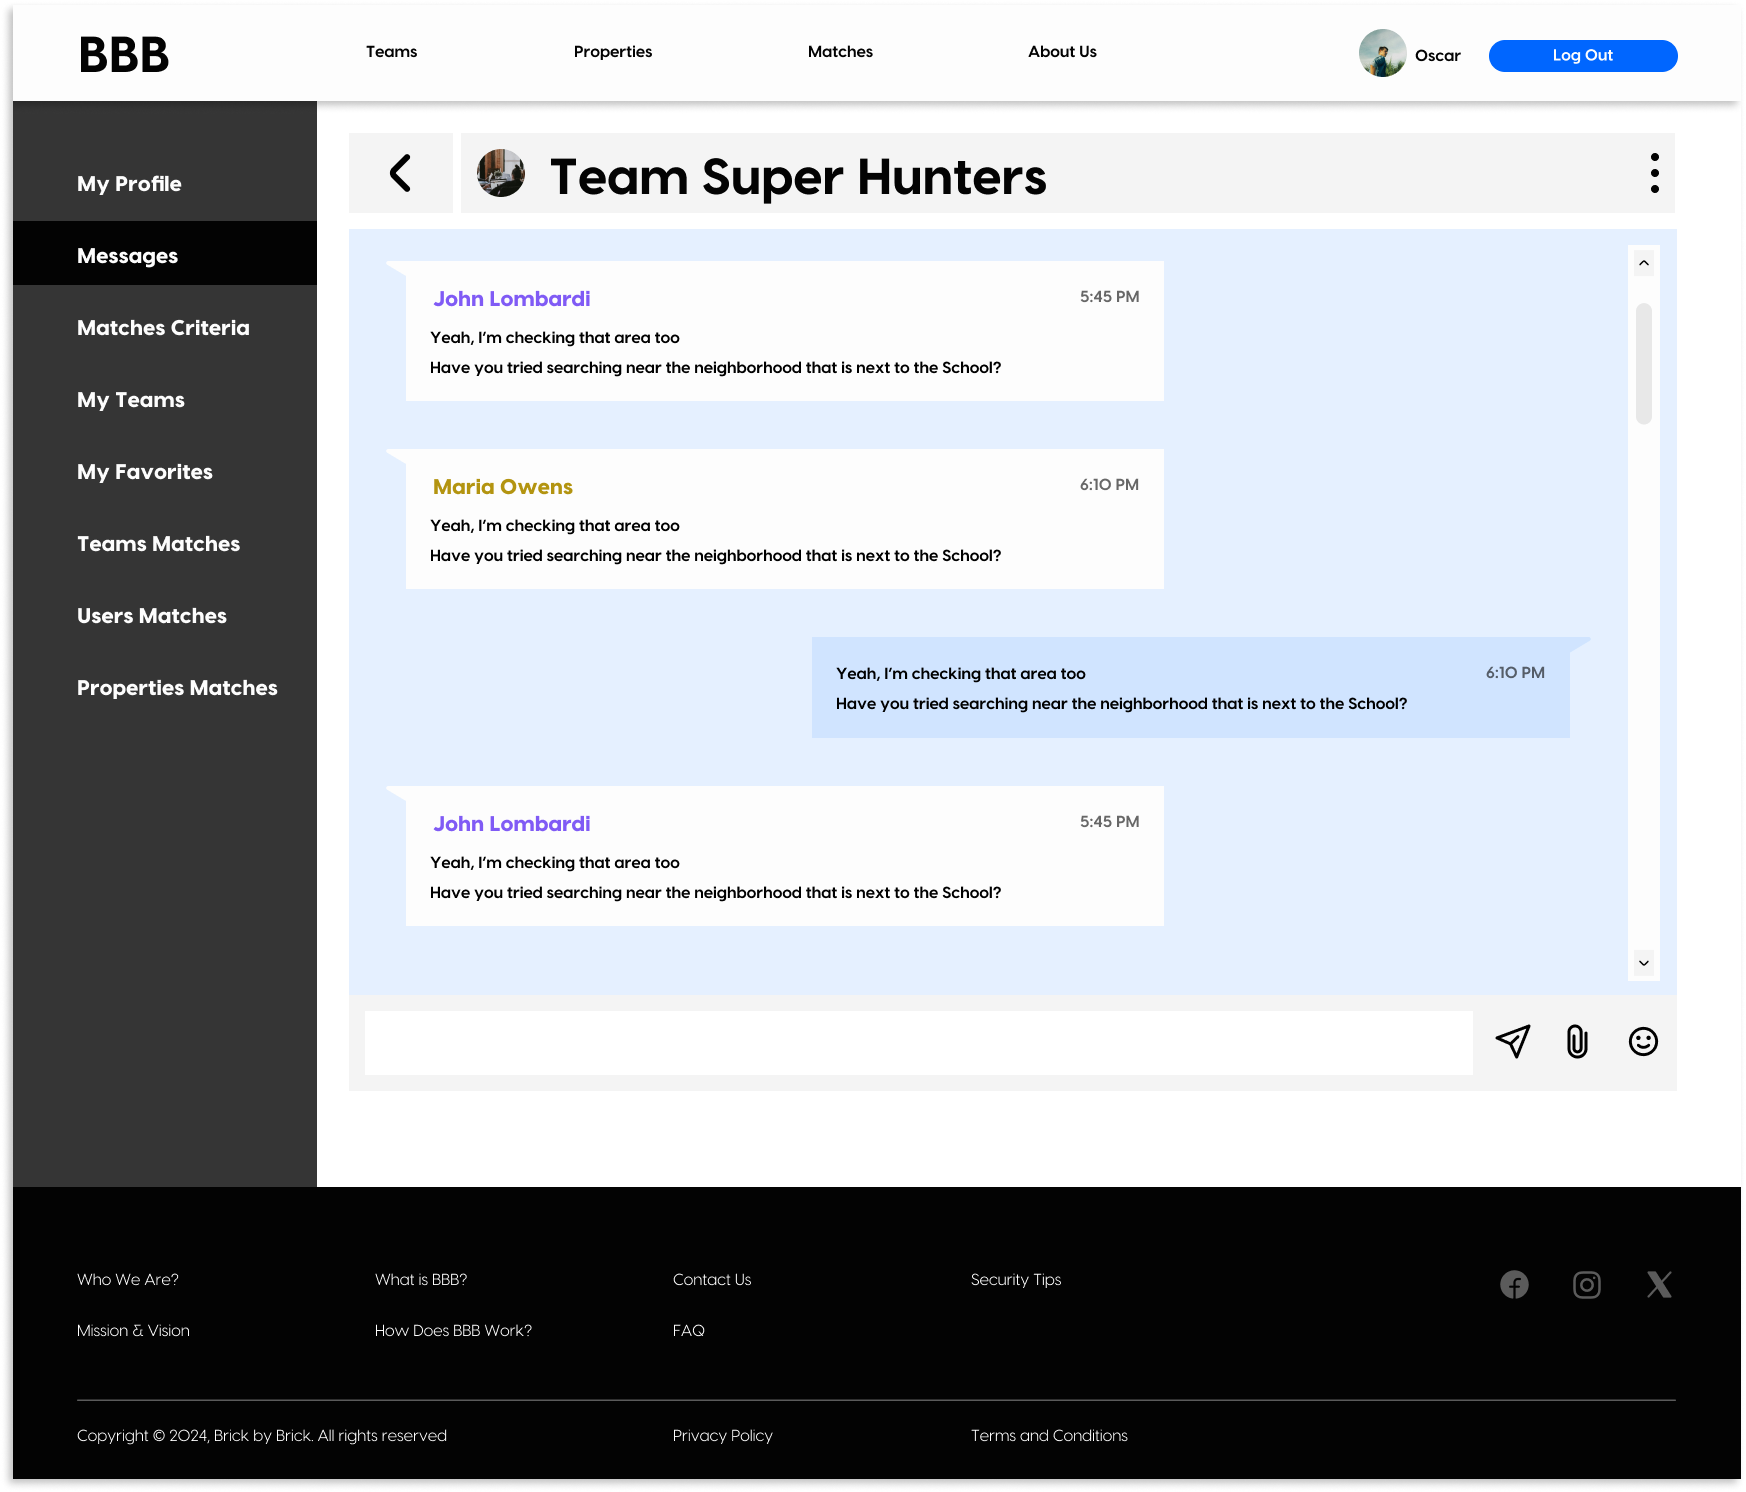 BBB
Teams
Properties
Matches
About Us
Oscar
Log Out
My Profile
Messages
Matches Criteria
My Teams
My Favorites
Teams Matches
Users Matches
Properties Matches
Team Super Hunters
John Lombardi
5:45 PM
Yeah, I'm checking that area too
Have you tried searching near the neighborhood that is next to the School?
Maria Owens
6:10 PM
Yeah, I'm checking that area too
Have you tried searching near the neighborhood that is next to the School?
Yeah, I'm checking that area too
6:10 PM
Have you tried searching near the neighborhood that is next to the School?
John Lombardi
5:45 PM
Yeah, I'm checking that area too
Have you tried searching near the neighborhood that is next to the School?
Who We Are?
What is BBB?
Contact Us
Security Tips
Mission & Vision
How Does BBB Work?
FAQ
Copyright © 2024, Brick by Brick. All rights reserved
Privacy Policy
Terms and Conditions